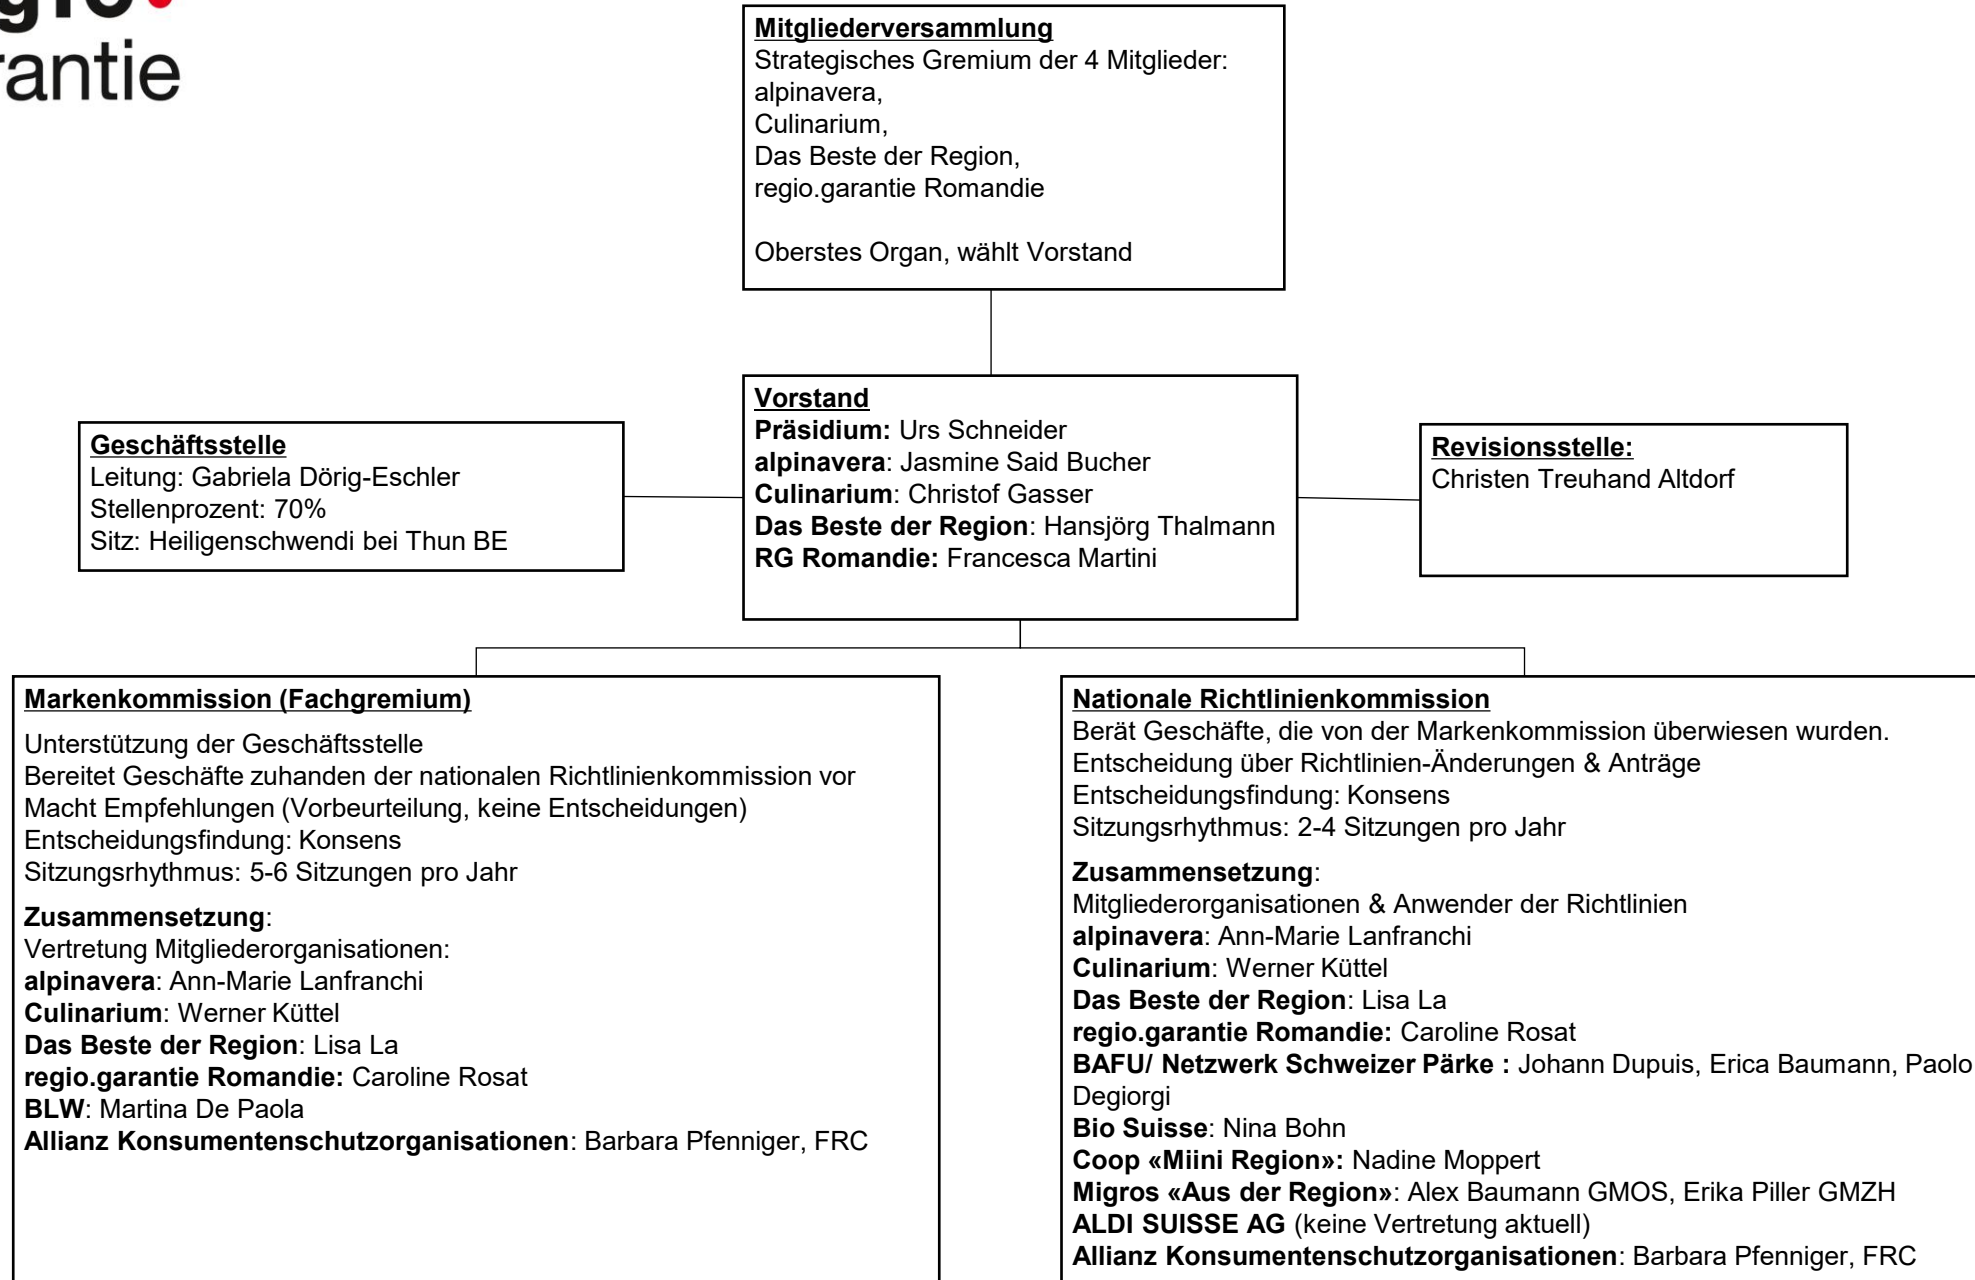 gio.
rantie
Mitgliederversammlung
Strategisches Gremium der 4 Mitglieder:
alpinavera,
Culinarium,
Das Beste der Region,
regio.garantie Romandie
Oberstes Organ, wählt Vorstand
Geschäftsstelle
Leitung: Gabriela Dörig-Eschler
Stellenprozent: 70%
Sitz: Heiligenschwendi bei Thun BE
Vorstand
Präsidium: Urs Schneider
alpinavera: Jasmine Said Bucher
Culinarium: Christof Gasser
Das Beste der Region: Hansjörg Thalmann
RG Romandie: Francesca Martini
Revisionsstelle:
Christen Treuhand Altdorf
Markenkommission (Fachgremium)
Unterstützung der Geschäftsstelle
Bereitet Geschäfte zuhanden der nationalen Richtlinienkommission vor
Macht Empfehlungen (Vorbeurteilung, keine Entscheidungen)
Entscheidungsfindung: Konsens
Sitzungsrhythmus: 5-6 Sitzungen pro Jahr
Zusammensetzung:
Vertretung Mitgliederorganisationen:
alpinavera: Ann-Marie Lanfranchi
Culinarium: Werner Küttel
Das Beste der Region: Lisa La
regio.garantie Romandie: Caroline Rosat
BLW: Martina De Paola
Allianz Konsumentenschutzorganisationen: Barbara Pfenniger, FRC
Nationale Richtlinienkommission
Berät Geschäfte, die von der Markenkommission überwiesen wurden.
Entscheidung über Richtlinien-Änderungen & Anträge
Entscheidungsfindung: Konsens
Sitzungsrhythmus: 2-4 Sitzungen pro Jahr
Zusammensetzung:
Mitgliederorganisationen & Anwender der Richtlinien
alpinavera: Ann-Marie Lanfranchi
Culinarium: Werner Küttel
Das Beste der Region: Lisa La
regio.garantie Romandie: Caroline Rosat
BAFU/ Netzwerk Schweizer Pärke : Johann Dupuis, Erica Baumann, Paolo
Degiorgi
Bio Suisse: Nina Bohn
Coop «Miini Region»: Nadine Moppert
Migros «Aus der Region»: Alex Baumann GMOS, Erika Piller GMZH
ALDI SUISSE AG (keine Vertretung aktuell)
Allianz Konsumentenschutzorganisationen: Barbara Pfenniger, FRC